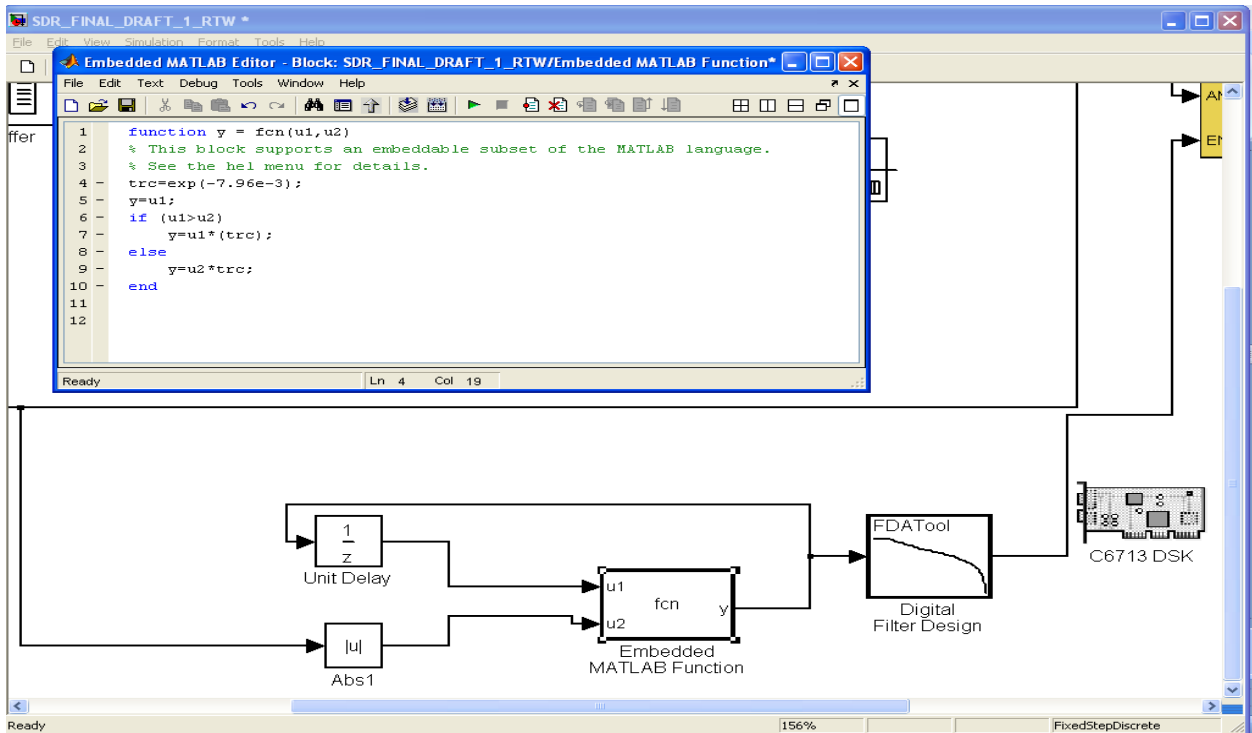 SDR_FINAL_DRAFT_1_RTW *
File Edit View Simulation Format Tools Help
Embedded MATLAB Editor - Block: SDR_FINAL_DRAFT_1_RTW/Embedded MATLAB Function*
File Edit Text Debug Tools Window Help
1 function y = fcn(u1,u2)
2 % This block supports an embeddable subset of the MATLAB language.
3 % See the hel menu for details.
4 - trc=exp(-7.96e-3);
5 - y=u1;
6 - if (u1>u2)
7 - y=u1*(trc);
8 - else
9 - y=u2*trc;
10 - end
11
12
Ready Ln 4 Col 19
ffer
AN
EN
1
z
Unit Delay
|u|
Abs1
u1
u2
fcn
y
Embedded
MATLAB Function
FDATool
Digital
Filter Design
C6713 DSK
Ready 156% FixedStepDiscrete